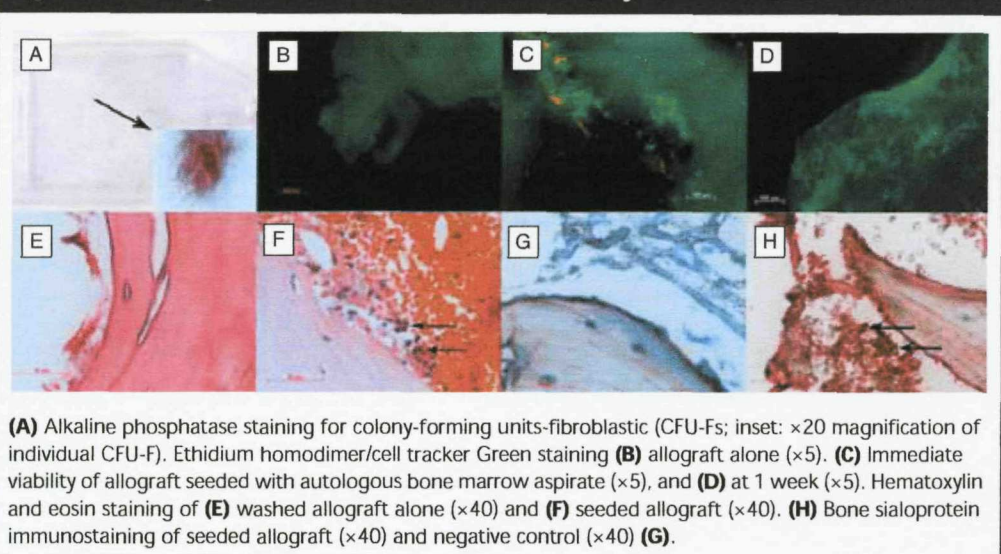 A
B
C
D
E
F
G
H
(A) Alkaline phosphatase staining for colony-forming units-fibroblastic (CFU-Fs; inset: ×20 magnification of
individual CFU-F). Ethidium homodimer/cell tracker Green staining (B) allograft alone (×5). (C) Immediate
viability of allograft seeded with autologous bone marrow aspirate (×5), and (D) at 1 week (×5). Hematoxylin
and eosin staining of (E) washed allograft alone (×40) and (F) seeded allograft (×40). (H) Bone sialoprotein
immunostaining of seeded allograft (×40) and negative control (×40) (G).